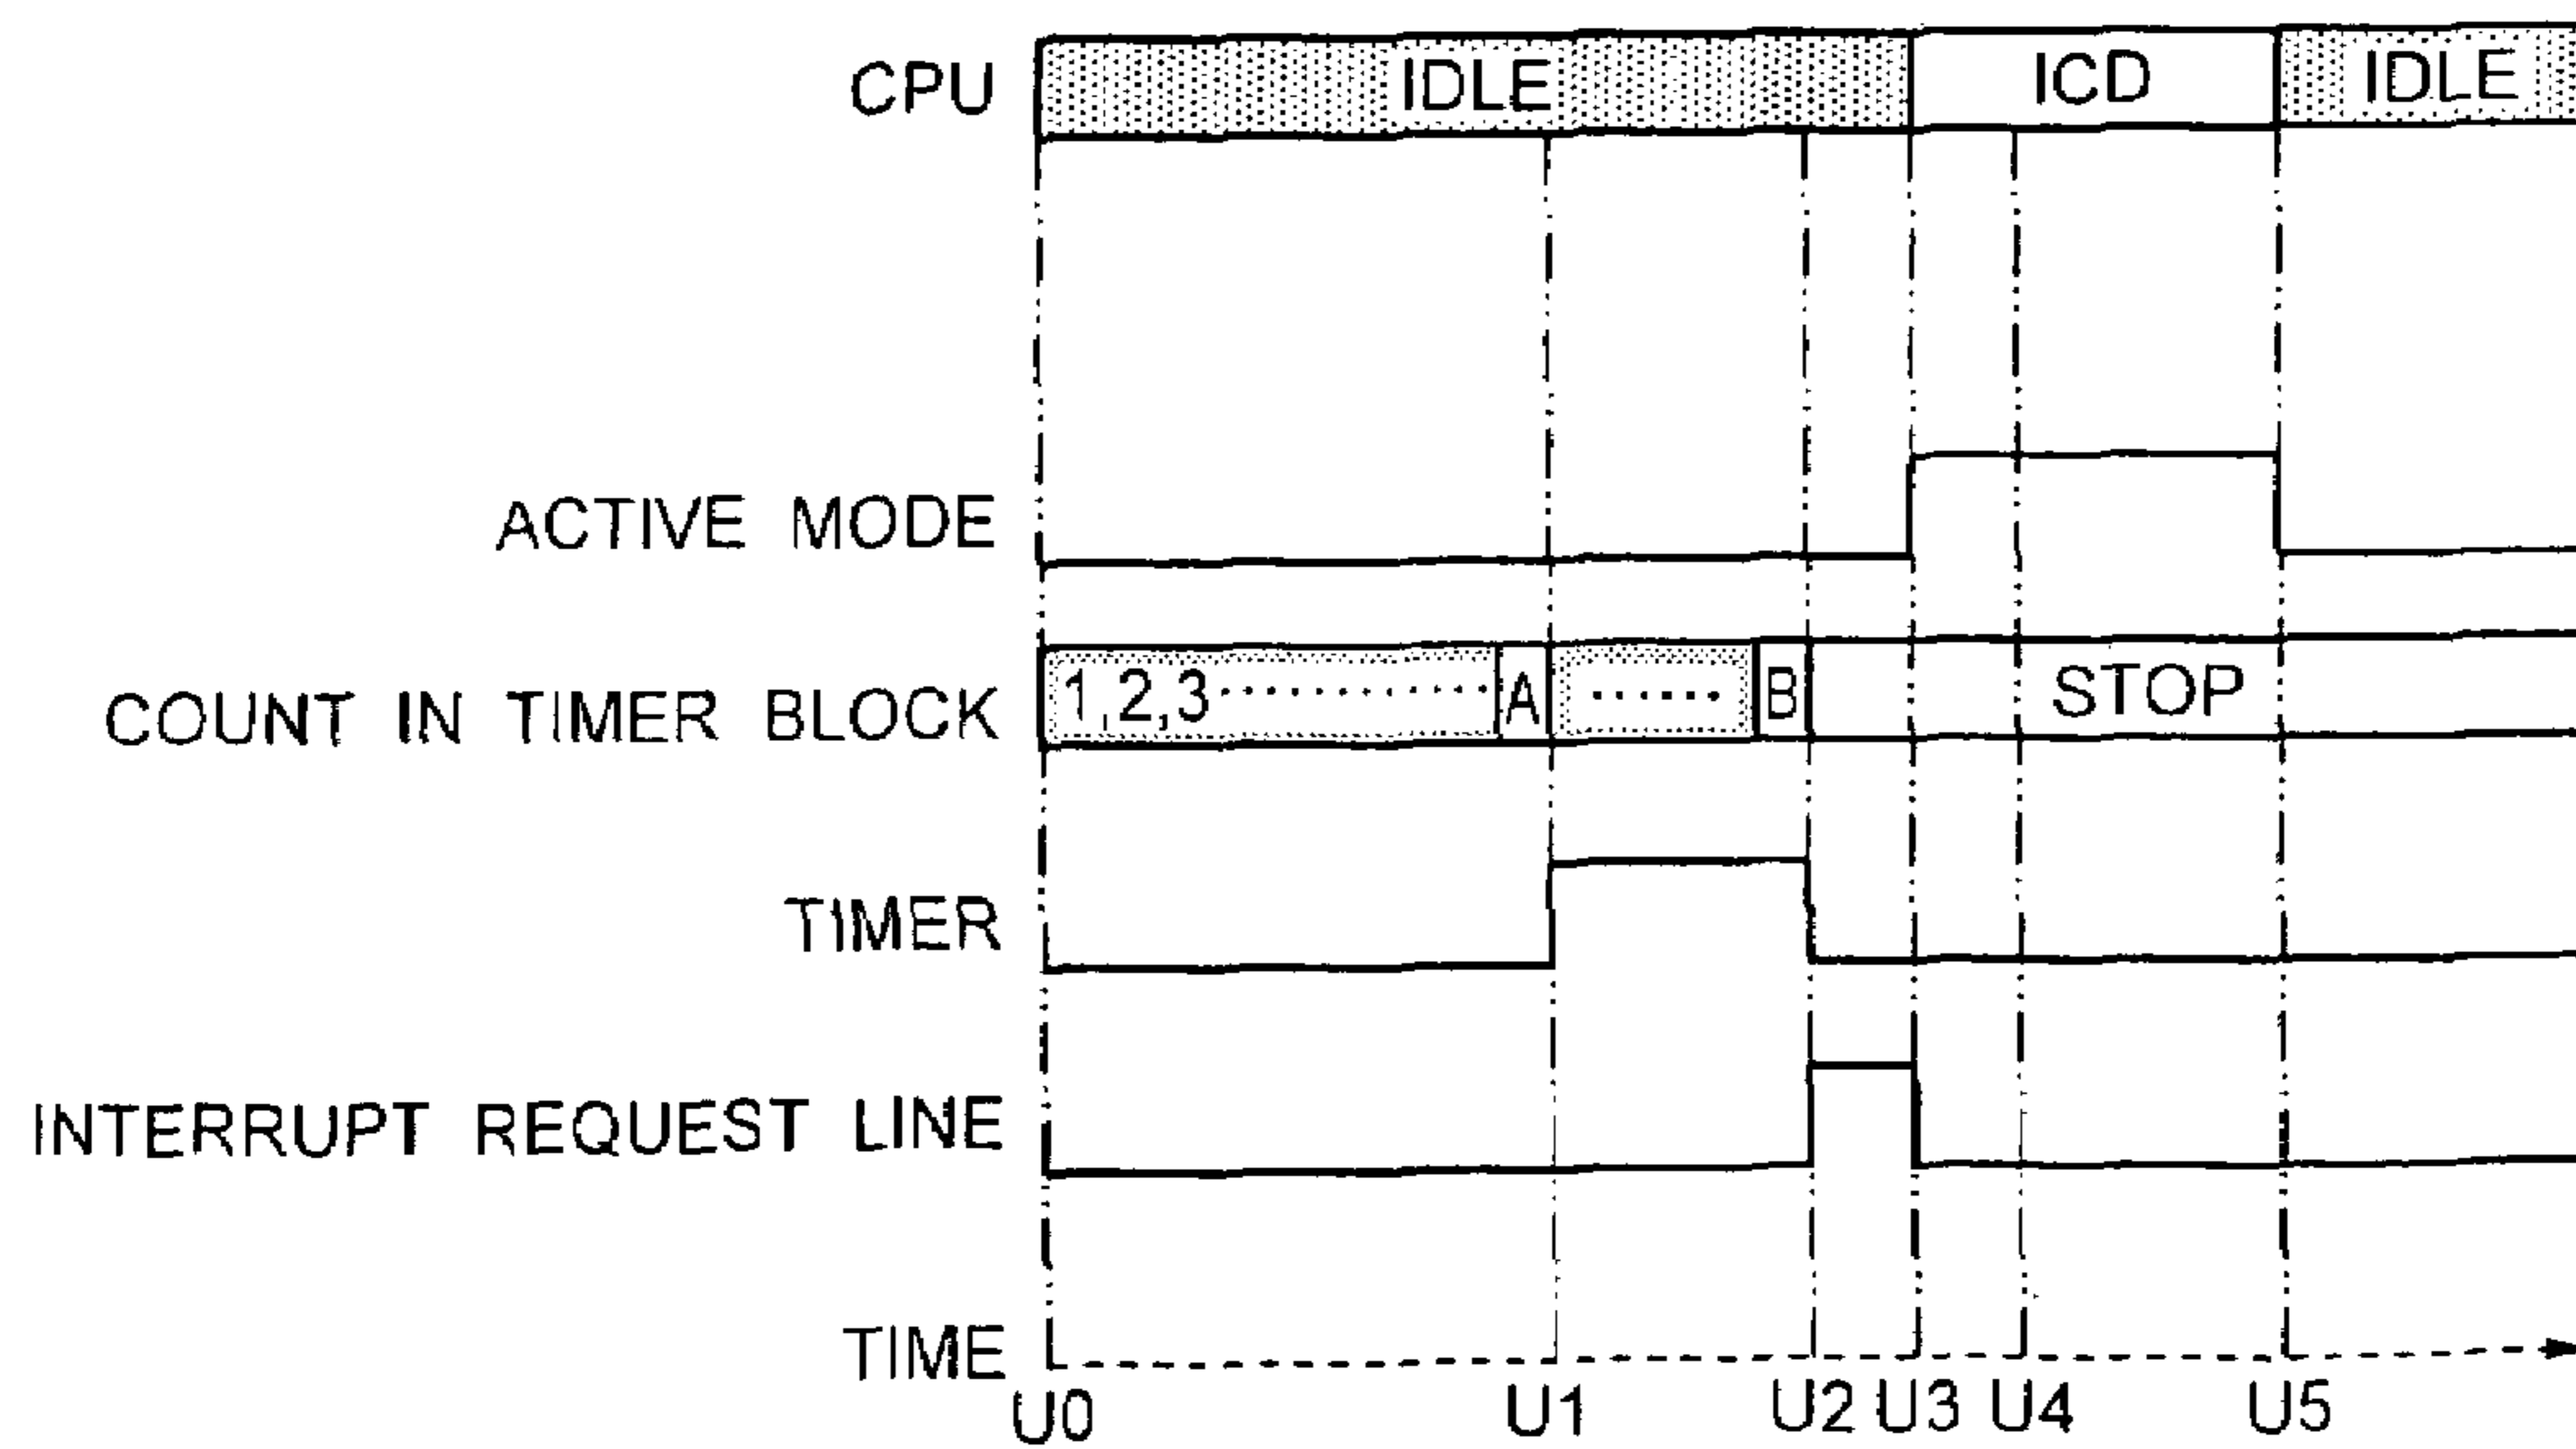 CPU IDLE ICD IDLE
ACTIVE MODE
COUNT IN TIMER BLOCK 1,2,3 A B STOP
TIMER
INTERRUPT REQUEST LINE
TIME
U0 U1 U2 U3 U4 U5